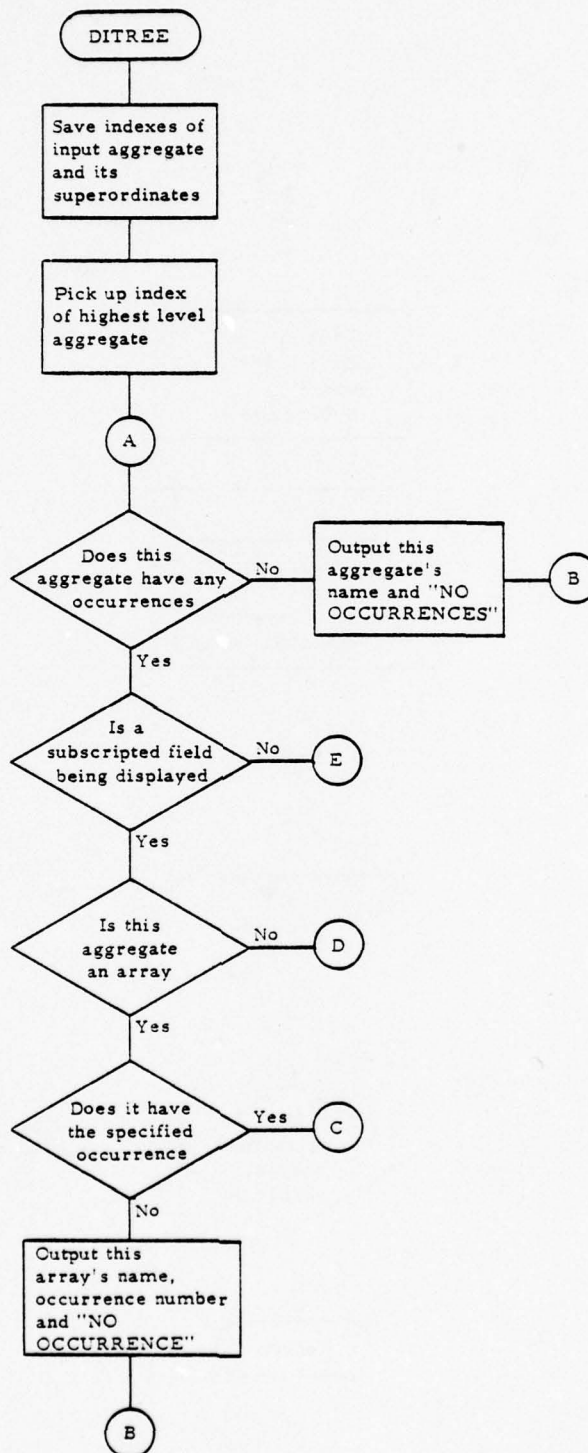 DITREE
Save indexes of
input aggregate
and its
superordinates
Pick up index
of highest level
aggregate
A
Does this
aggregate have any
occurrences
No
Output this
aggregate's
name and "NO
OCCURRENCES"
B
Yes
Is a
subscripted field
being displayed
No
E
Yes
Is this
aggregate
an array
No
D
Yes
Does it have
the specified
occurrence
Yes
C
No
Output this
array's name,
occurrence number
and "NO
OCCURRENCE"
B